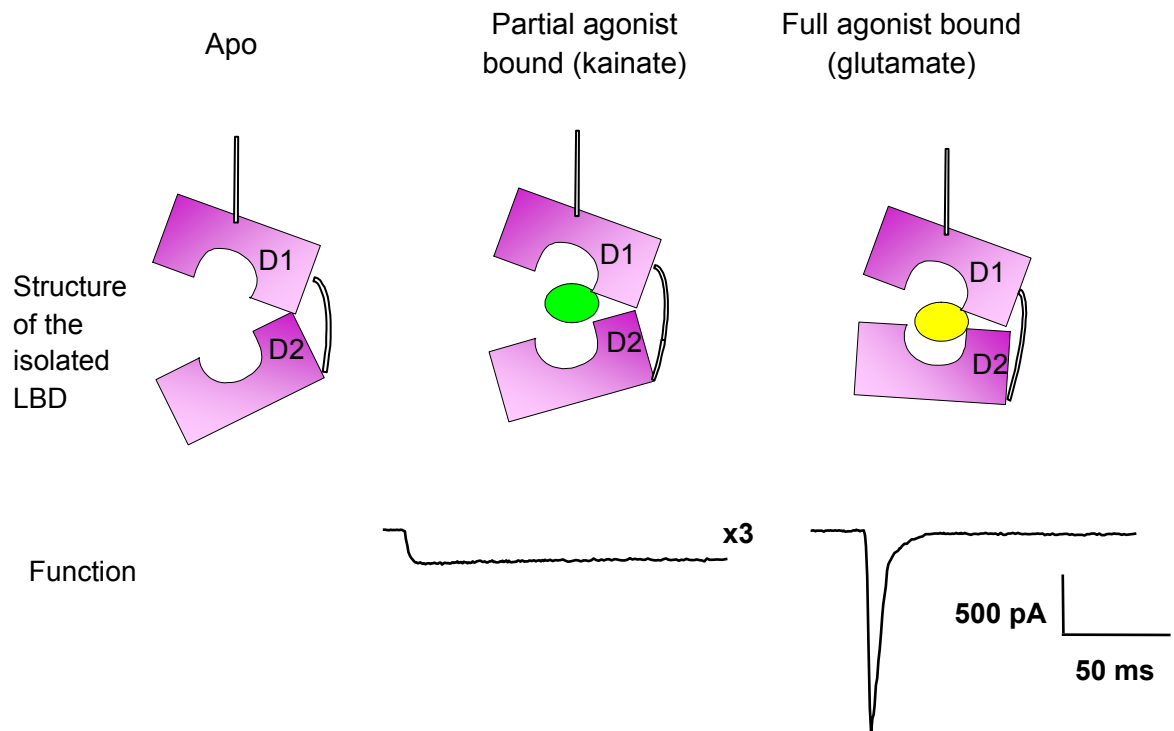 Apo
Partial agonist
bound (kainate)
Full agonist bound
(glutamate)
Structure
of the
isolated
LBD
D1
D2
D1
D2
D1
D2
Function
x3
500 pA
50 ms